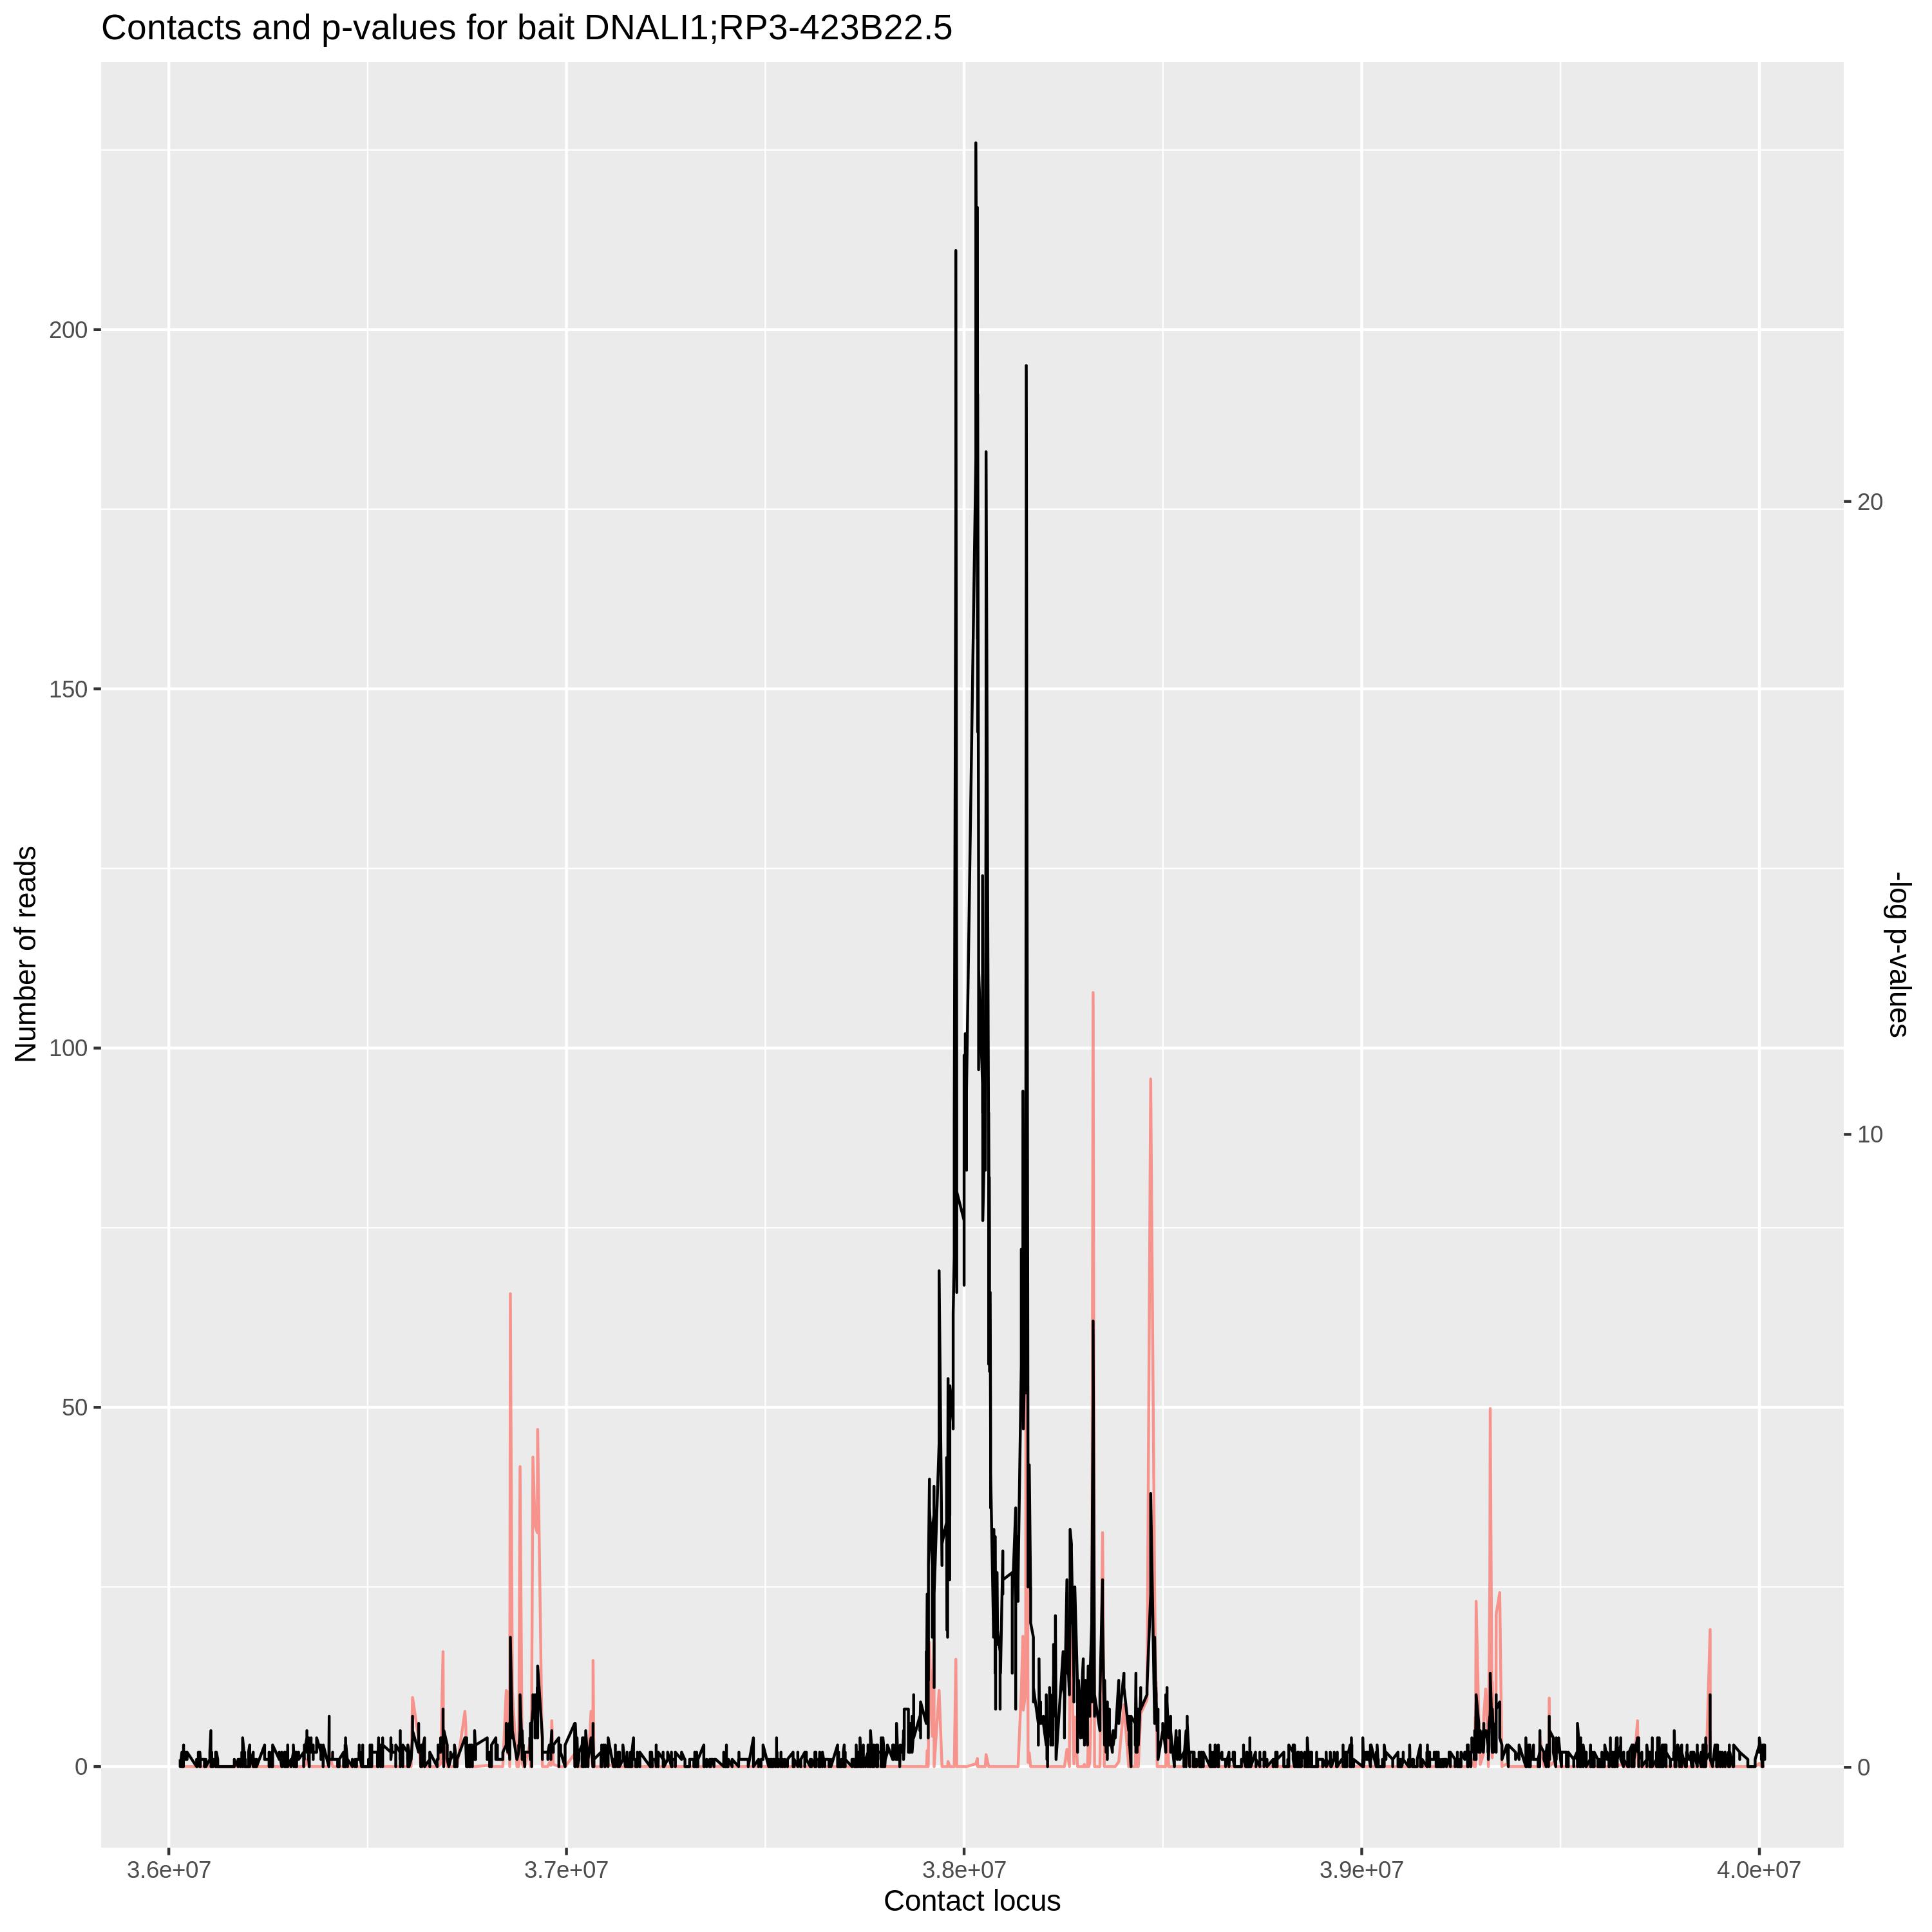 Contacts and p-values for bait DNALI1;RP3-423B22.5
Number of reads
200
150
100
50
0
20
10
0
-log p-values
3.6e+07
3.7e+07
3.8e+07
3.9e+07
4.0e+07
Contact locus